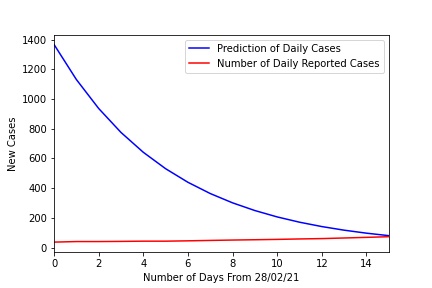 1400
1200
1000
800
600
400
200
0
New Cases
Prediction of Daily Cases
Number of Daily Reported Cases
0 2 4 6 8 10 12 14
Number of Days From 28/02/21